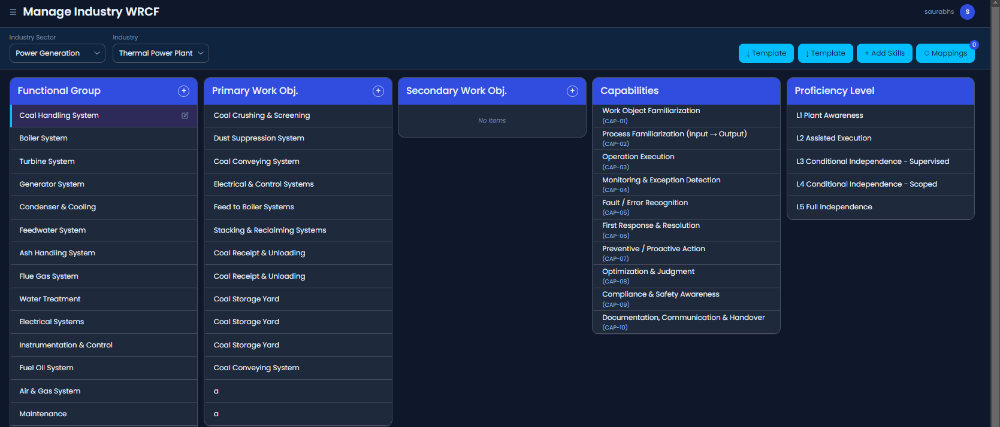 Manage Industry WRCF
saurabhs
S
Industry Sector
Industry
Power Generation
Thermal Power Plant
↓ Template
↓ Template
+ Add Skills
Mappings
0
Functional Group
Coal Handling System
Boiler System
Turbine System
Generator System
Condenser & Cooling
Feedwater System
Ash Handling System
Flue Gas System
Water Treatment
Electrical Systems
Instrumentation & Control
Fuel Oil System
Air & Gas System
Maintenance
Primary Work Obj.
Coal Crushing & Screening
Dust Suppression System
Coal Conveying System
Electrical & Control Systems
Feed to Boiler Systems
Stacking & Reclaiming Systems
Coal Receipt & Unloading
Coal Receipt & Unloading
Coal Storage Yard
Coal Storage Yard
Coal Storage Yard
Coal Conveying System
a
a
Secondary Work Obj.
No items
Capabilities
Work Object Familiarization
(CAP-01)
Process Familiarization (Input → Output)
(CAP-02)
Operation Execution
(CAP-03)
Monitoring & Exception Detection
(CAP-04)
Fault / Error Recognition
(CAP-05)
First Response & Resolution
(CAP-06)
Preventive / Proactive Action
(CAP-07)
Optimization & Judgment
(CAP-08)
Compliance & Safety Awareness
(CAP-09)
Documentation, Communication & Handover
(CAP-10)
Proficiency Level
L1 Plant Awareness
L2 Assisted Execution
L3 Conditional Independence - Supervised
L4 Conditional Independence - Scoped
L5 Full Independence